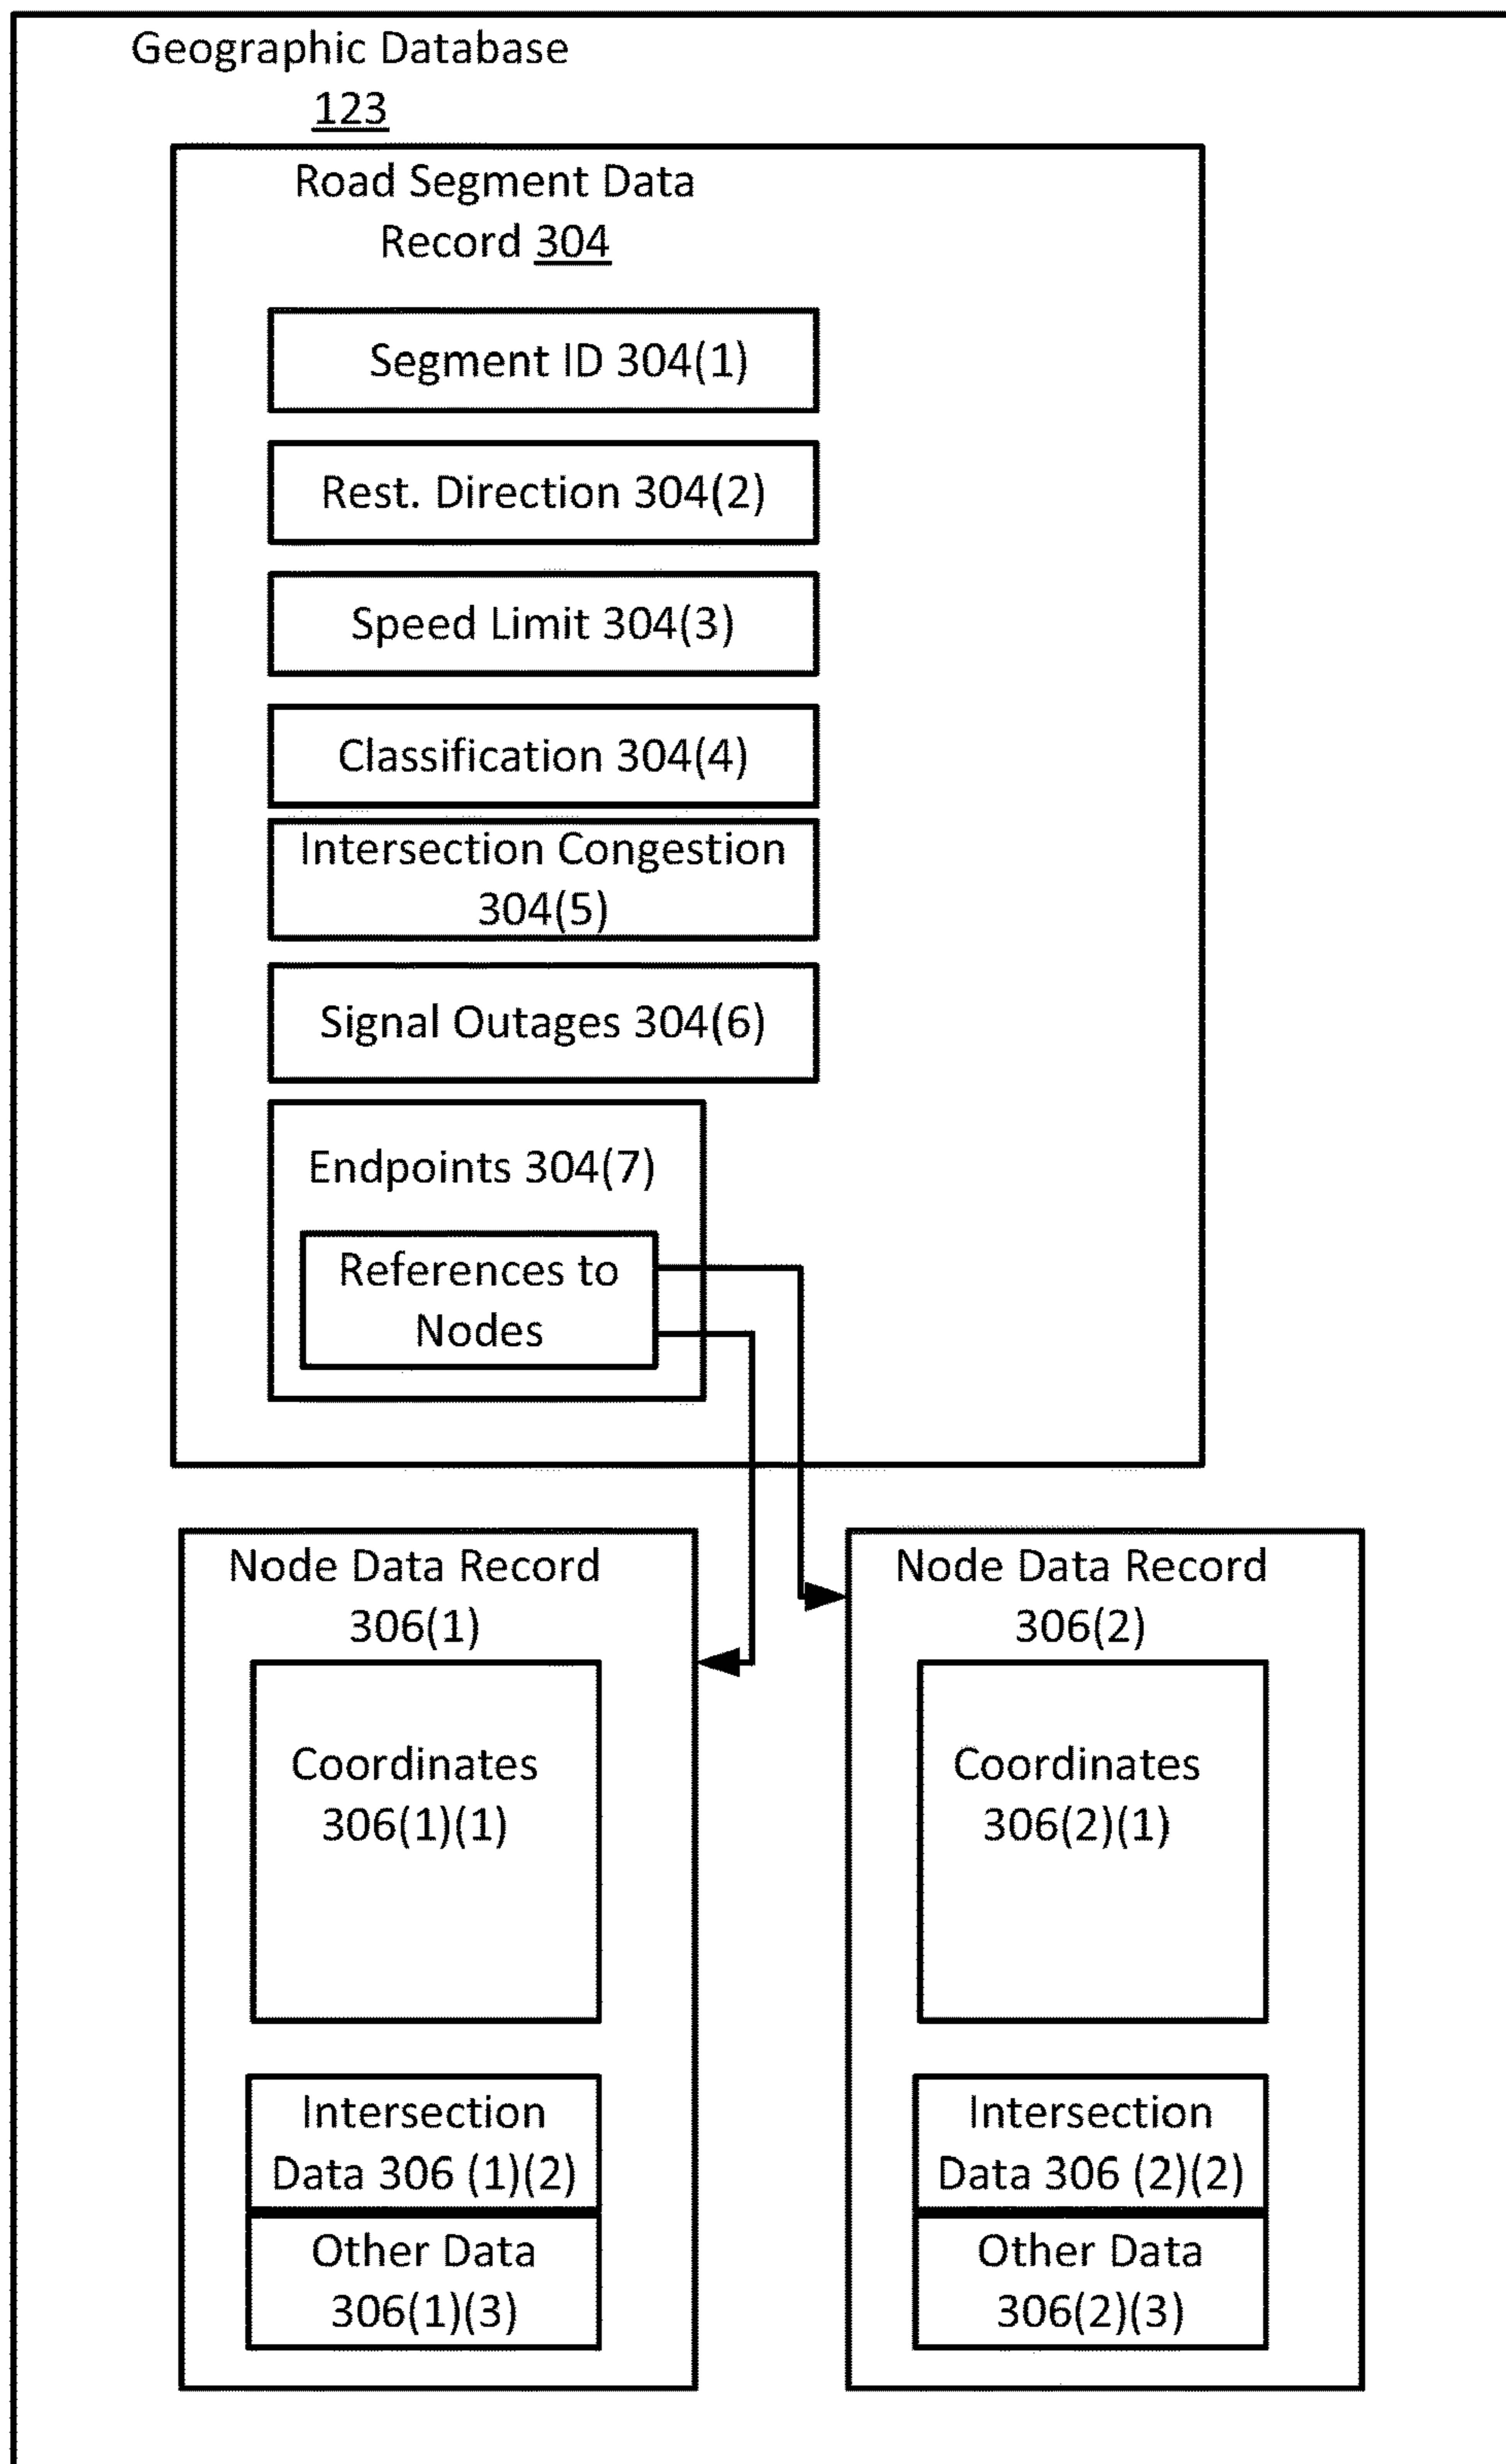 Geographic Database
123
Road Segment Data
Record 304
Segment ID 304(1)
Rest. Direction 304(2)
Speed Limit 304(3)
Classification 304(4)
Intersection Congestion
304(5)
Signal Outages 304(6)
Endpoints 304(7)
References to
Nodes
Node Data Record
306(1)
Coordinates
306(1)(1)
Intersection
Data 306 (1)(2)
Other Data
306(1)(3)
Node Data Record
306(2)
Coordinates
306(2)(1)
Intersection
Data 306 (2)(2)
Other Data
306(2)(3)